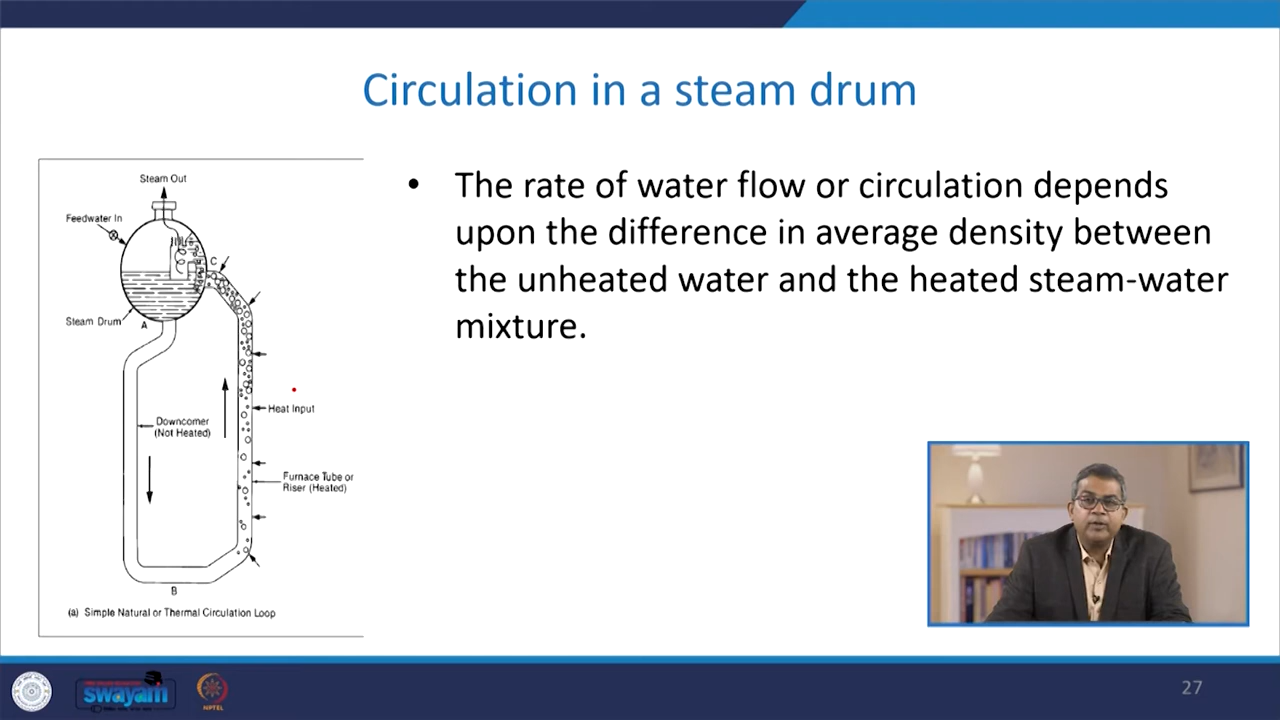 Circulation in a steam drum
Steam Out
Feedwater In
C
Steam Drum
A
Heat Input
Downcomer
(Not Heated)
Furnace Tube or
Riser (Heated)
B
(a) Simple Natural or Thermal Circulation Loop
• The rate of water flow or circulation depends
upon the difference in average density between
the unheated water and the heated steam-water
mixture.
swayam
NPTEL
27